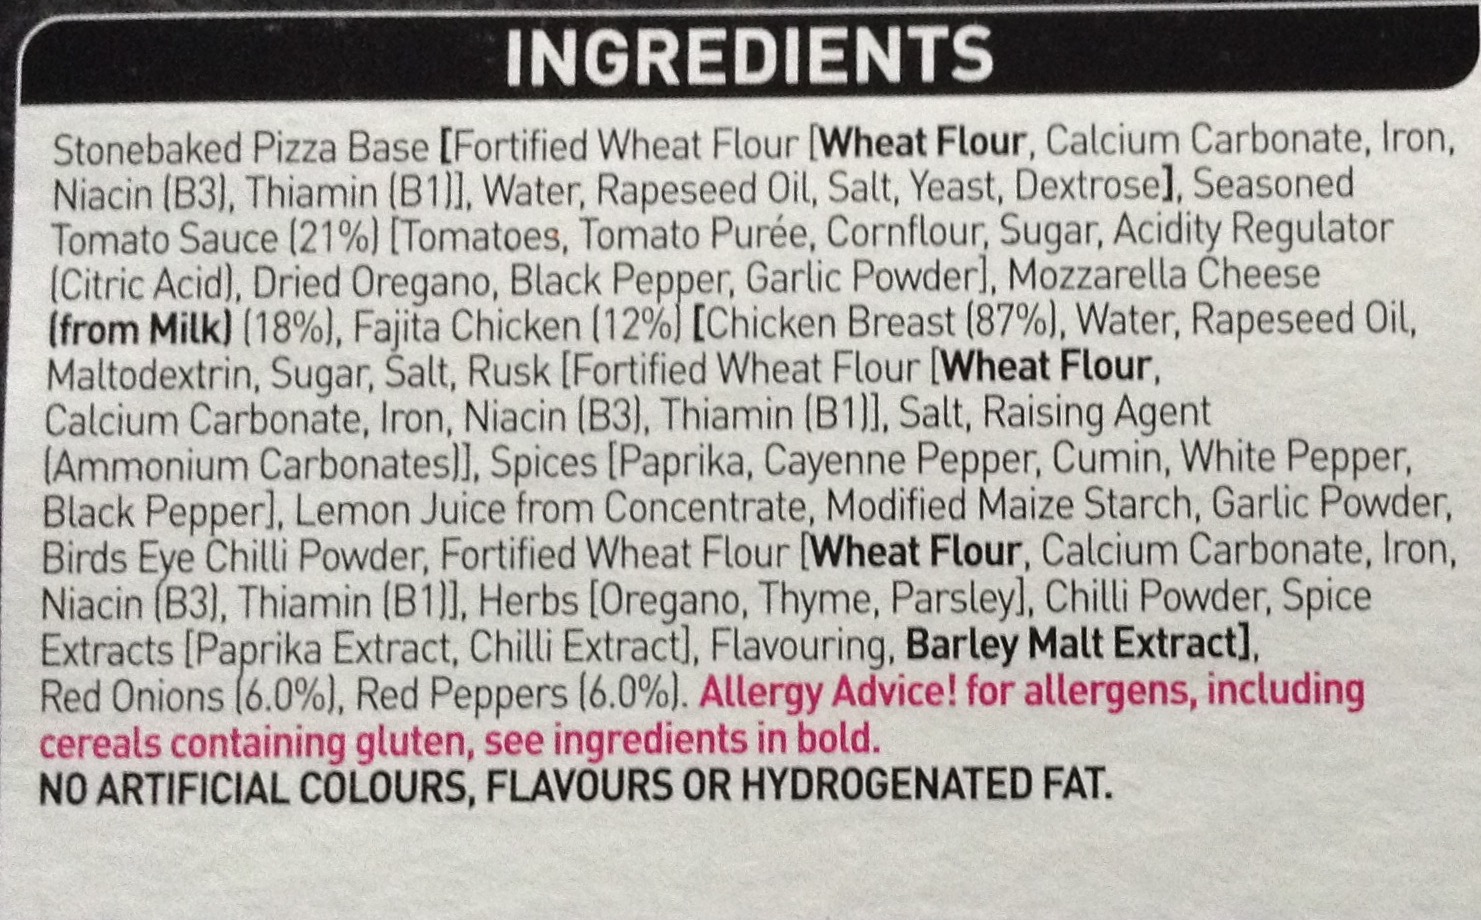 INGREDIENTS
Stonebaked Pizza Base [Fortified Wheat Flour [Wheat Flour, Calcium Carbonate, Iron,
Niacin (B3), Thiamin (B1)], Water, Rapeseed Oil, Salt, Yeast, Dextrose], Seasoned
Tomato Sauce (21%) [Tomatoes, Tomato Purée, Cornflour, Sugar, Acidity Regulator
(Citric Acid), Dried Oregano, Black Pepper, Garlic Powder], Mozzarella Cheese
(from Milk) (18%), Fajita Chicken (12%) [Chicken Breast (87%), Water, Rapeseed Oil,
Maltodextrin, Sugar, Salt, Rusk [Fortified Wheat Flour [Wheat Flour,
Calcium Carbonate, Iron, Niacin (B3), Thiamin (B1)], Salt, Raising Agent
(Ammonium Carbonates)], Spices [Paprika, Cayenne Pepper, Cumin, White Pepper,
Black Pepper], Lemon Juice from Concentrate, Modified Maize Starch, Garlic Powder,
Birds Eye Chilli Powder, Fortified Wheat Flour [Wheat Flour, Calcium Carbonate, Iron,
Niacin (B3), Thiamin (B1)], Herbs [Oregano, Thyme, Parsley], Chilli Powder, Spice
Extracts [Paprika Extract, Chilli Extract], Flavouring, Barley Malt Extract],
Red Onions (6.0%), Red Peppers (6.0%). Allergy Advice! for allergens, including
cereals containing gluten, see ingredients in bold.
NO ARTIFICIAL COLOURS, FLAVOURS OR HYDROGENATED FAT.